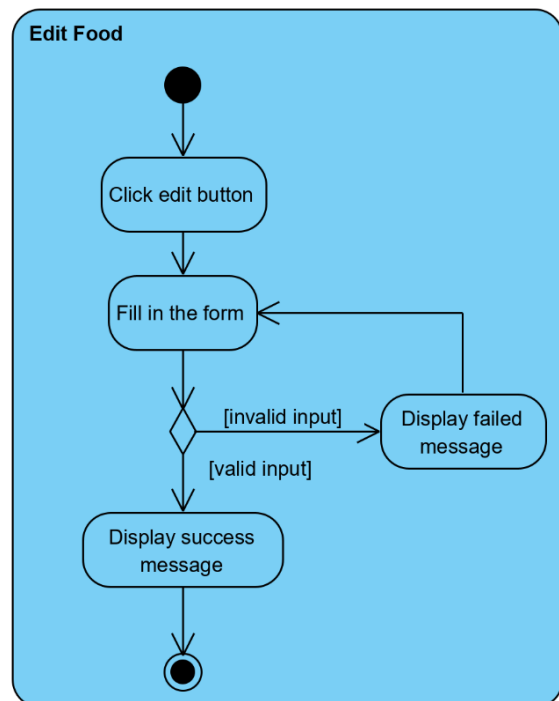 Edit Food
Click edit button
Fill in the form
[invalid input]
Display failed
message
[valid input]
Display success
message